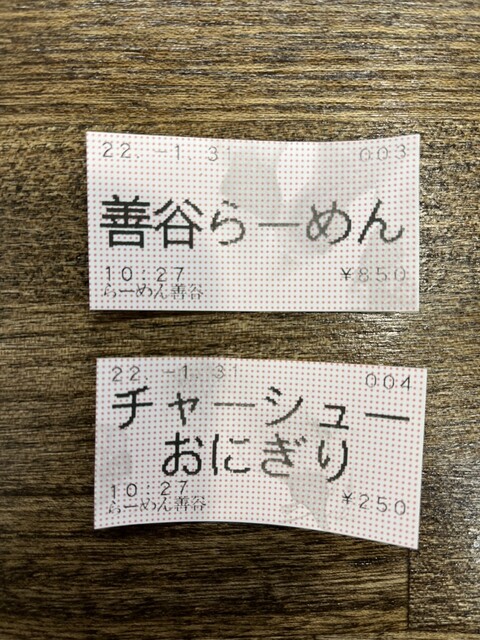 22. -1. 31 003
善谷らーめん
10:27 ¥850
らーめん善谷
22. -1. 31 004
チャーシュー
おにぎり
10:27 ¥250
らーめん善谷